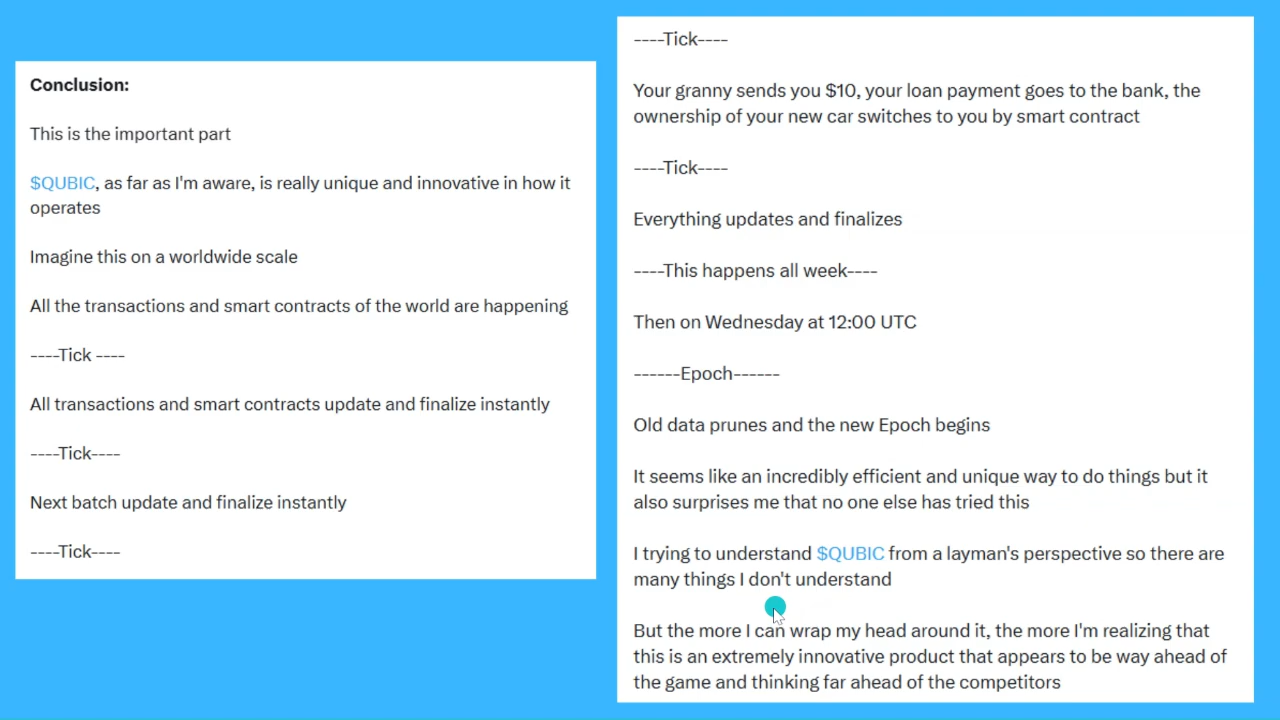 Conclusion:
This is the important part
$QUBIC, as far as I'm aware, is really unique and innovative in how it
operates
Imagine this on a worldwide scale
All the transactions and smart contracts of the world are happening
----Tick ----
All transactions and smart contracts update and finalize instantly
----Tick----
Next batch update and finalize instantly
----Tick----
----Tick----
Your granny sends you $10, your loan payment goes to the bank, the
ownership of your new car switches to you by smart contract
----Tick----
Everything updates and finalizes
----This happens all week----
Then on Wednesday at 12:00 UTC
------Epoch------
Old data prunes and the new Epoch begins
It seems like an incredibly efficient and unique way to do things but it
also surprises me that no one else has tried this
I trying to understand $QUBIC from a layman's perspective so there are
many things I don't understand
But the more I can wrap my head around it, the more I'm realizing that
this is an extremely innovative product that appears to be way ahead of
the game and thinking far ahead of the competitors